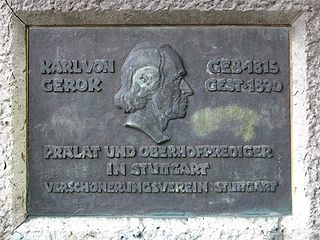 KARL VON GEB·1815
GEROK GEST·1890
PRÄLAT UND OBERHOFPREDIGER
IN STUTTGART
VERSCHÖNERUNGSVEREIN·STUTTGART